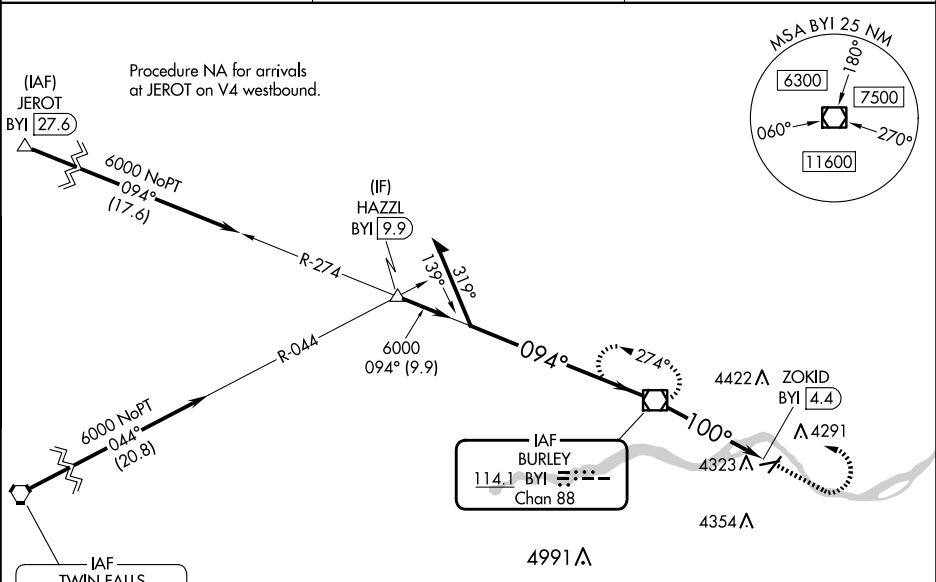 MSA BYI 25 NM
180°
6300
7500
060°
270°
11600
Procedure NA for arrivals
at JEROT on V4 westbound.
(IAF)
JEROT
BYI 27.6
6000 NoPT
094°
(17.6)
(IF)
HAZZL
BYI 9.9
R-274
139°
319°
R-044
6000
094° (9.9)
094°
274°
4422
ZOKID
BYI 4.4
100°
4291
4323
6000 NoPT
044°
(20.8)
IAF
BURLEY
114.1 BYI
Chan 88
4354
4991
IAF
TWIN FALLS